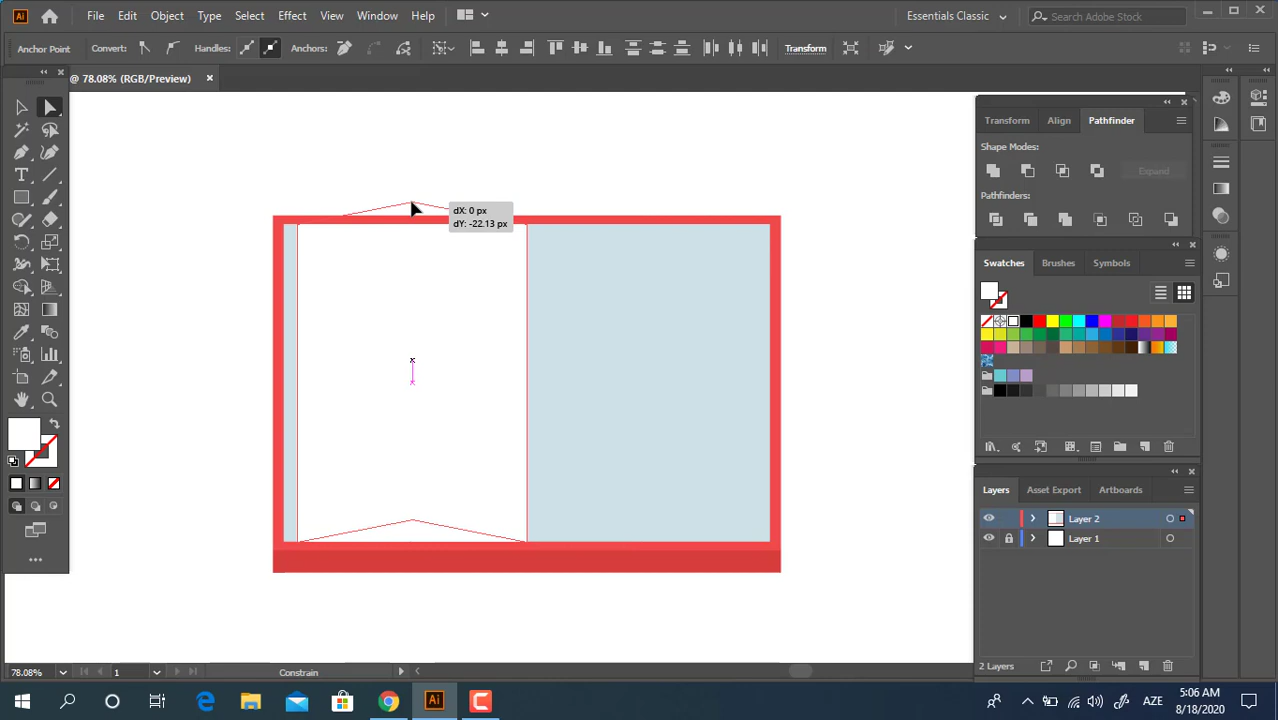 Ai File Edit Object Type Select Effect View Window Help Essentials Classic Search Adobe Stock
Anchor Point Convert: Handles: Anchors: Transform
@ 78.08% (RGB/Preview) ×
Transform Align Pathfinder
Shape Modes:
Expand
Pathfinders:
dX: 0 px
dY: -22.13 px
Swatches Brushes Symbols
Layers Asset Export Artboards
Layer 2
Layer 1
78.08% 1 Constrain 2 Layers
Ai AZE 5:06 AM
8/18/2020